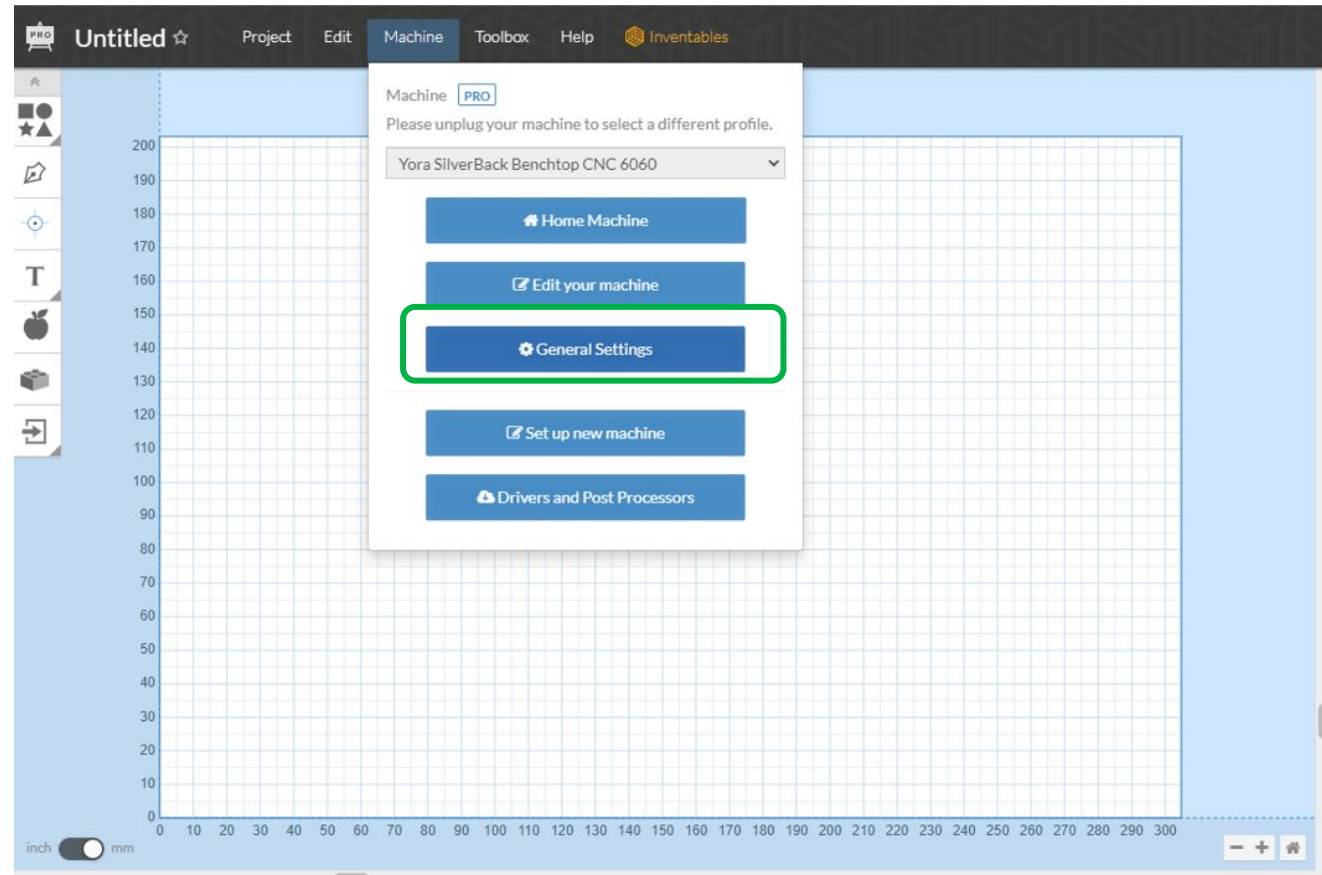 PRO Untitled Project Edit Machine Toolbox Help Inventables
Machine PRO
Please unplug your machine to select a different profile.
Yora SilverBack Benchtop CNC 6060
Home Machine
Edit your machine
General Settings
Set up new machine
Drivers and Post Processors
T
200
190
180
170
160
150
140
130
120
110
100
90
80
70
60
50
40
30
20
10
0
0 10 20 30 40 50 60 70 80 90 100 110 120 130 140 150 160 170 180 190 200 210 220 230 240 250 260 270 280 290 300
inch mm